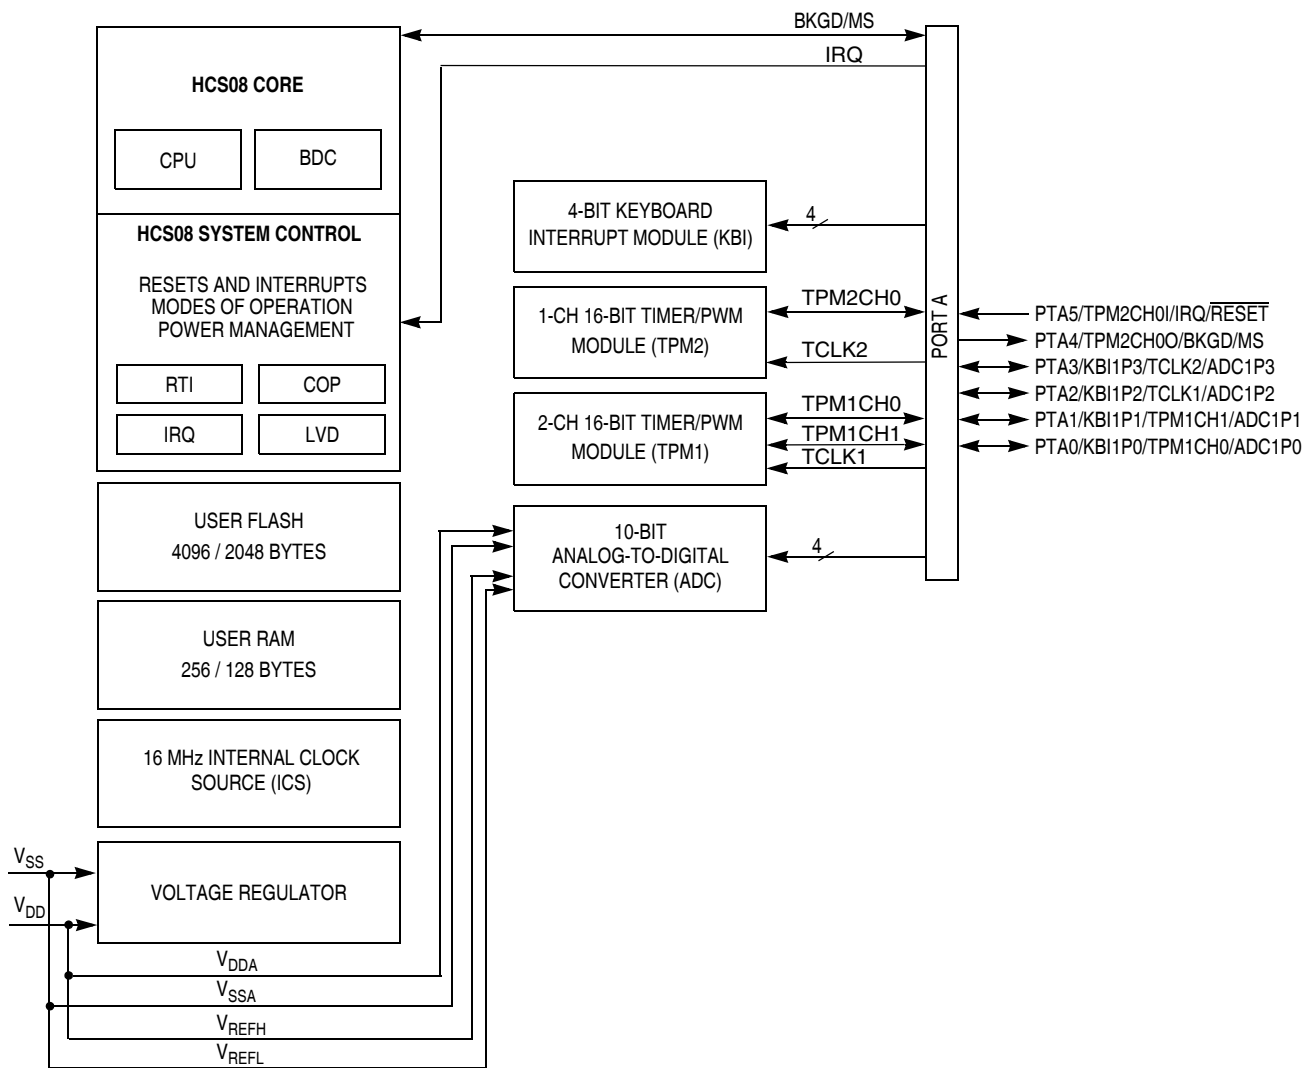 BKGD/MS
IRQ
HCS08 CORE
CPU
BDC
HCS08 SYSTEM CONTROL
RESETS AND INTERRUPTS
MODES OF OPERATION
POWER MANAGEMENT
RTI
COP
IRQ
LVD
USER FLASH
4096 / 2048 BYTES
USER RAM
256 / 128 BYTES
16 MHz INTERNAL CLOCK
SOURCE (ICS)
VOLTAGE REGULATOR
VSS
VDD
VDDA
VSSA
VREFH
VREFL
4-BIT KEYBOARD
INTERRUPT MODULE (KBI)
4
1-CH 16-BIT TIMER/PWM
MODULE (TPM2)
TPM2CH0
TCLK2
2-CH 16-BIT TIMER/PWM
MODULE (TPM1)
TPM1CH0
TPM1CH1
TCLK1
10-BIT
ANALOG-TO-DIGITAL
CONVERTER (ADC)
4
PORT A
PTA5/TPM2CH0I/IRQ/RESET
PTA4/TPM2CH0O/BKGD/MS
PTA3/KBI1P3/TCLK2/ADC1P3
PTA2/KBI1P2/TCLK1/ADC1P2
PTA1/KBI1P1/TPM1CH1/ADC1P1
PTA0/KBI1P0/TPM1CH0/ADC1P0